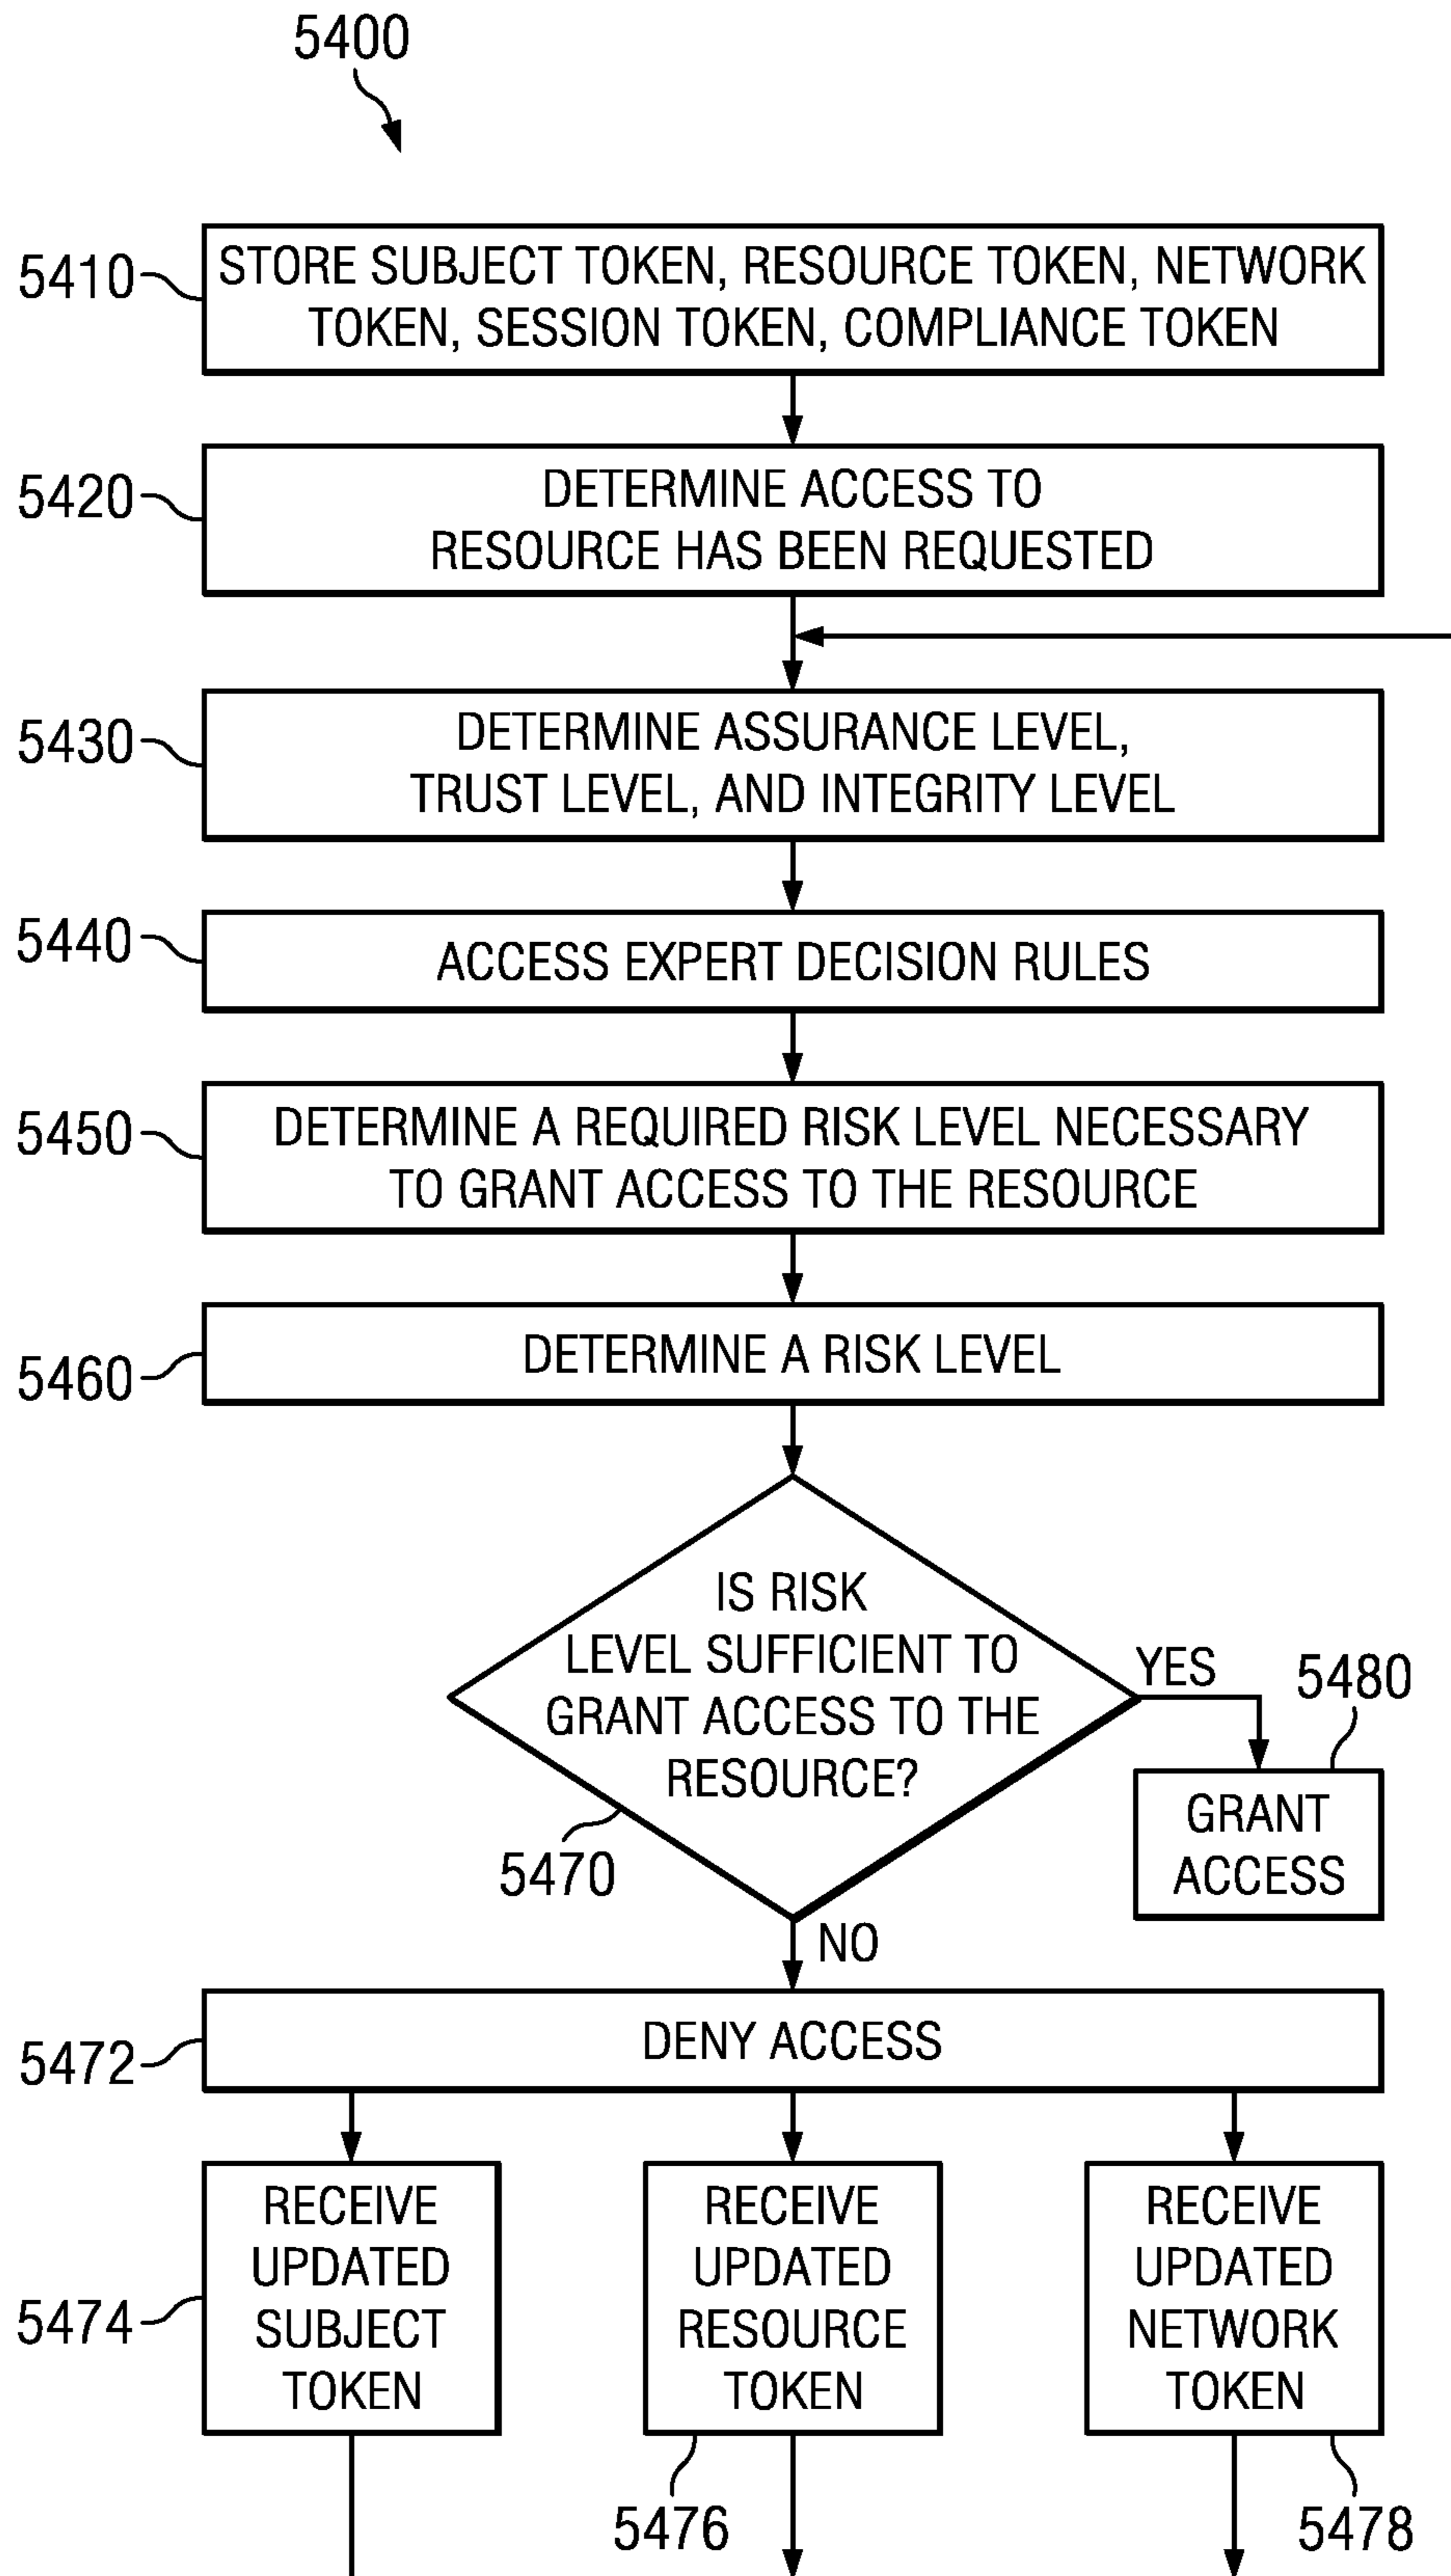 5400
5410
STORE SUBJECT TOKEN, RESOURCE TOKEN, NETWORK
TOKEN, SESSION TOKEN, COMPLIANCE TOKEN
5420
DETERMINE ACCESS TO
RESOURCE HAS BEEN REQUESTED
5430
DETERMINE ASSURANCE LEVEL,
TRUST LEVEL, AND INTEGRITY LEVEL
5440
ACCESS EXPERT DECISION RULES
5450
DETERMINE A REQUIRED RISK LEVEL NECESSARY
TO GRANT ACCESS TO THE RESOURCE
5460
DETERMINE A RISK LEVEL
IS RISK
LEVEL SUFFICIENT TO
GRANT ACCESS TO THE
RESOURCE?
5470
YES
5480
GRANT
ACCESS
NO
5472
DENY ACCESS
5474
RECEIVE
UPDATED
SUBJECT
TOKEN
RECEIVE
UPDATED
RESOURCE
TOKEN
5476
RECEIVE
UPDATED
NETWORK
TOKEN
5478